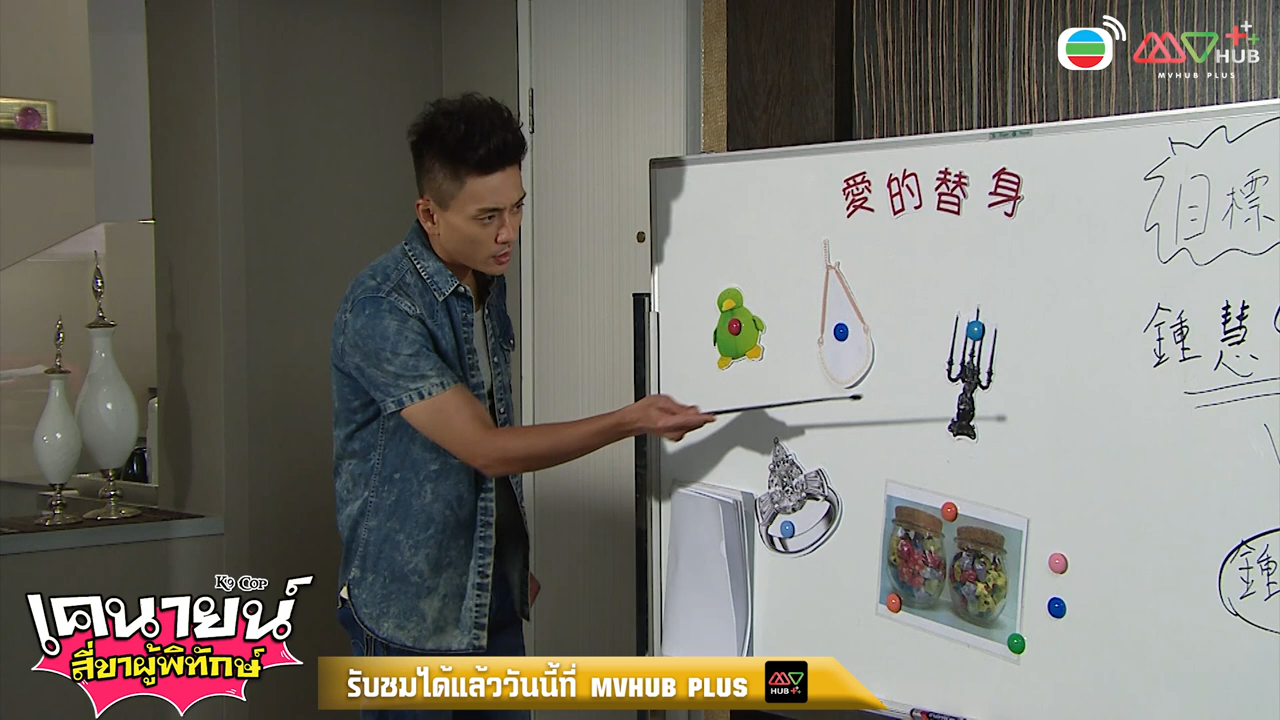 MVHUB PLUS
愛的替身
目標
鍾慧
鍾
K9 COP
เคนายน์
สี่ขาผู้พิทักษ์
รับชมได้แล้ววันนี้ที่ MVHUB PLUS
HUB